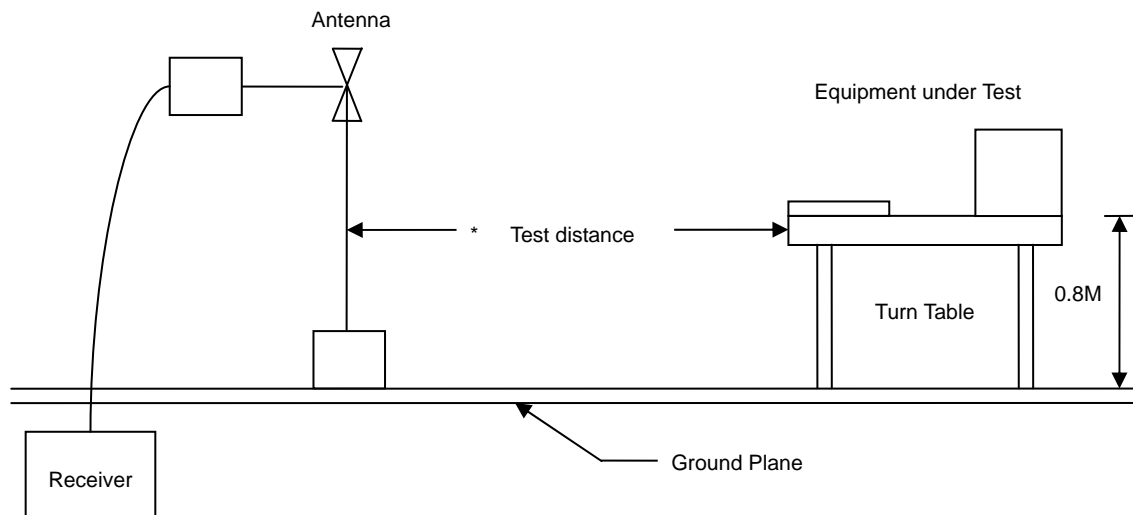 Antenna
Equipment under Test
* Test distance
0.8M
Turn Table
Ground Plane
Receiver